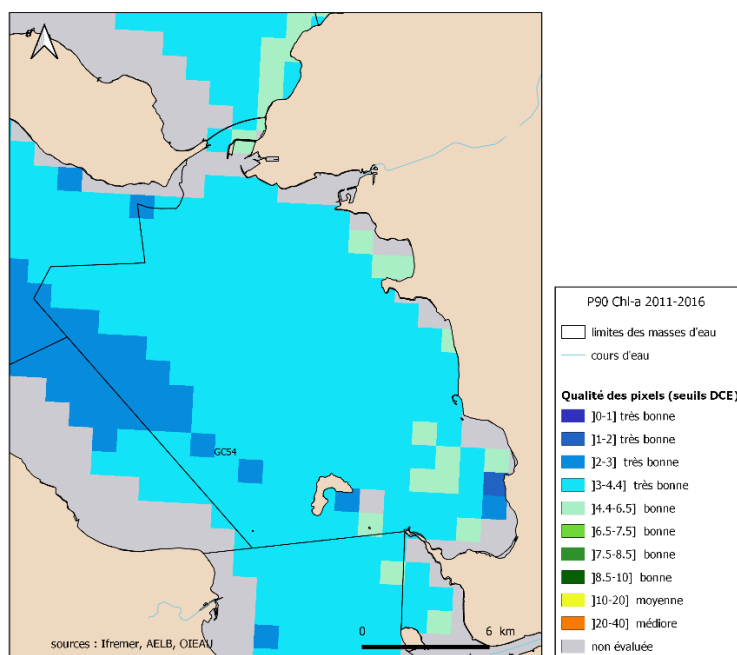 GC54
sources : Ifremer, AELB, OIEAU
0 6 km
P90 Chl-a 2011-2016
limites des masses d'eau
cours d'eau
Qualité des pixels (seuils DCE)
]0-1] très bonne
]1-2] très bonne
]2-3] très bonne
]3-4.4] très bonne
]4.4-6.5] bonne
]6.5-7.5] bonne
]7.5-8.5] bonne
]8.5-10] bonne
]10-20] moyenne
]20-40] médiore
non évaluée